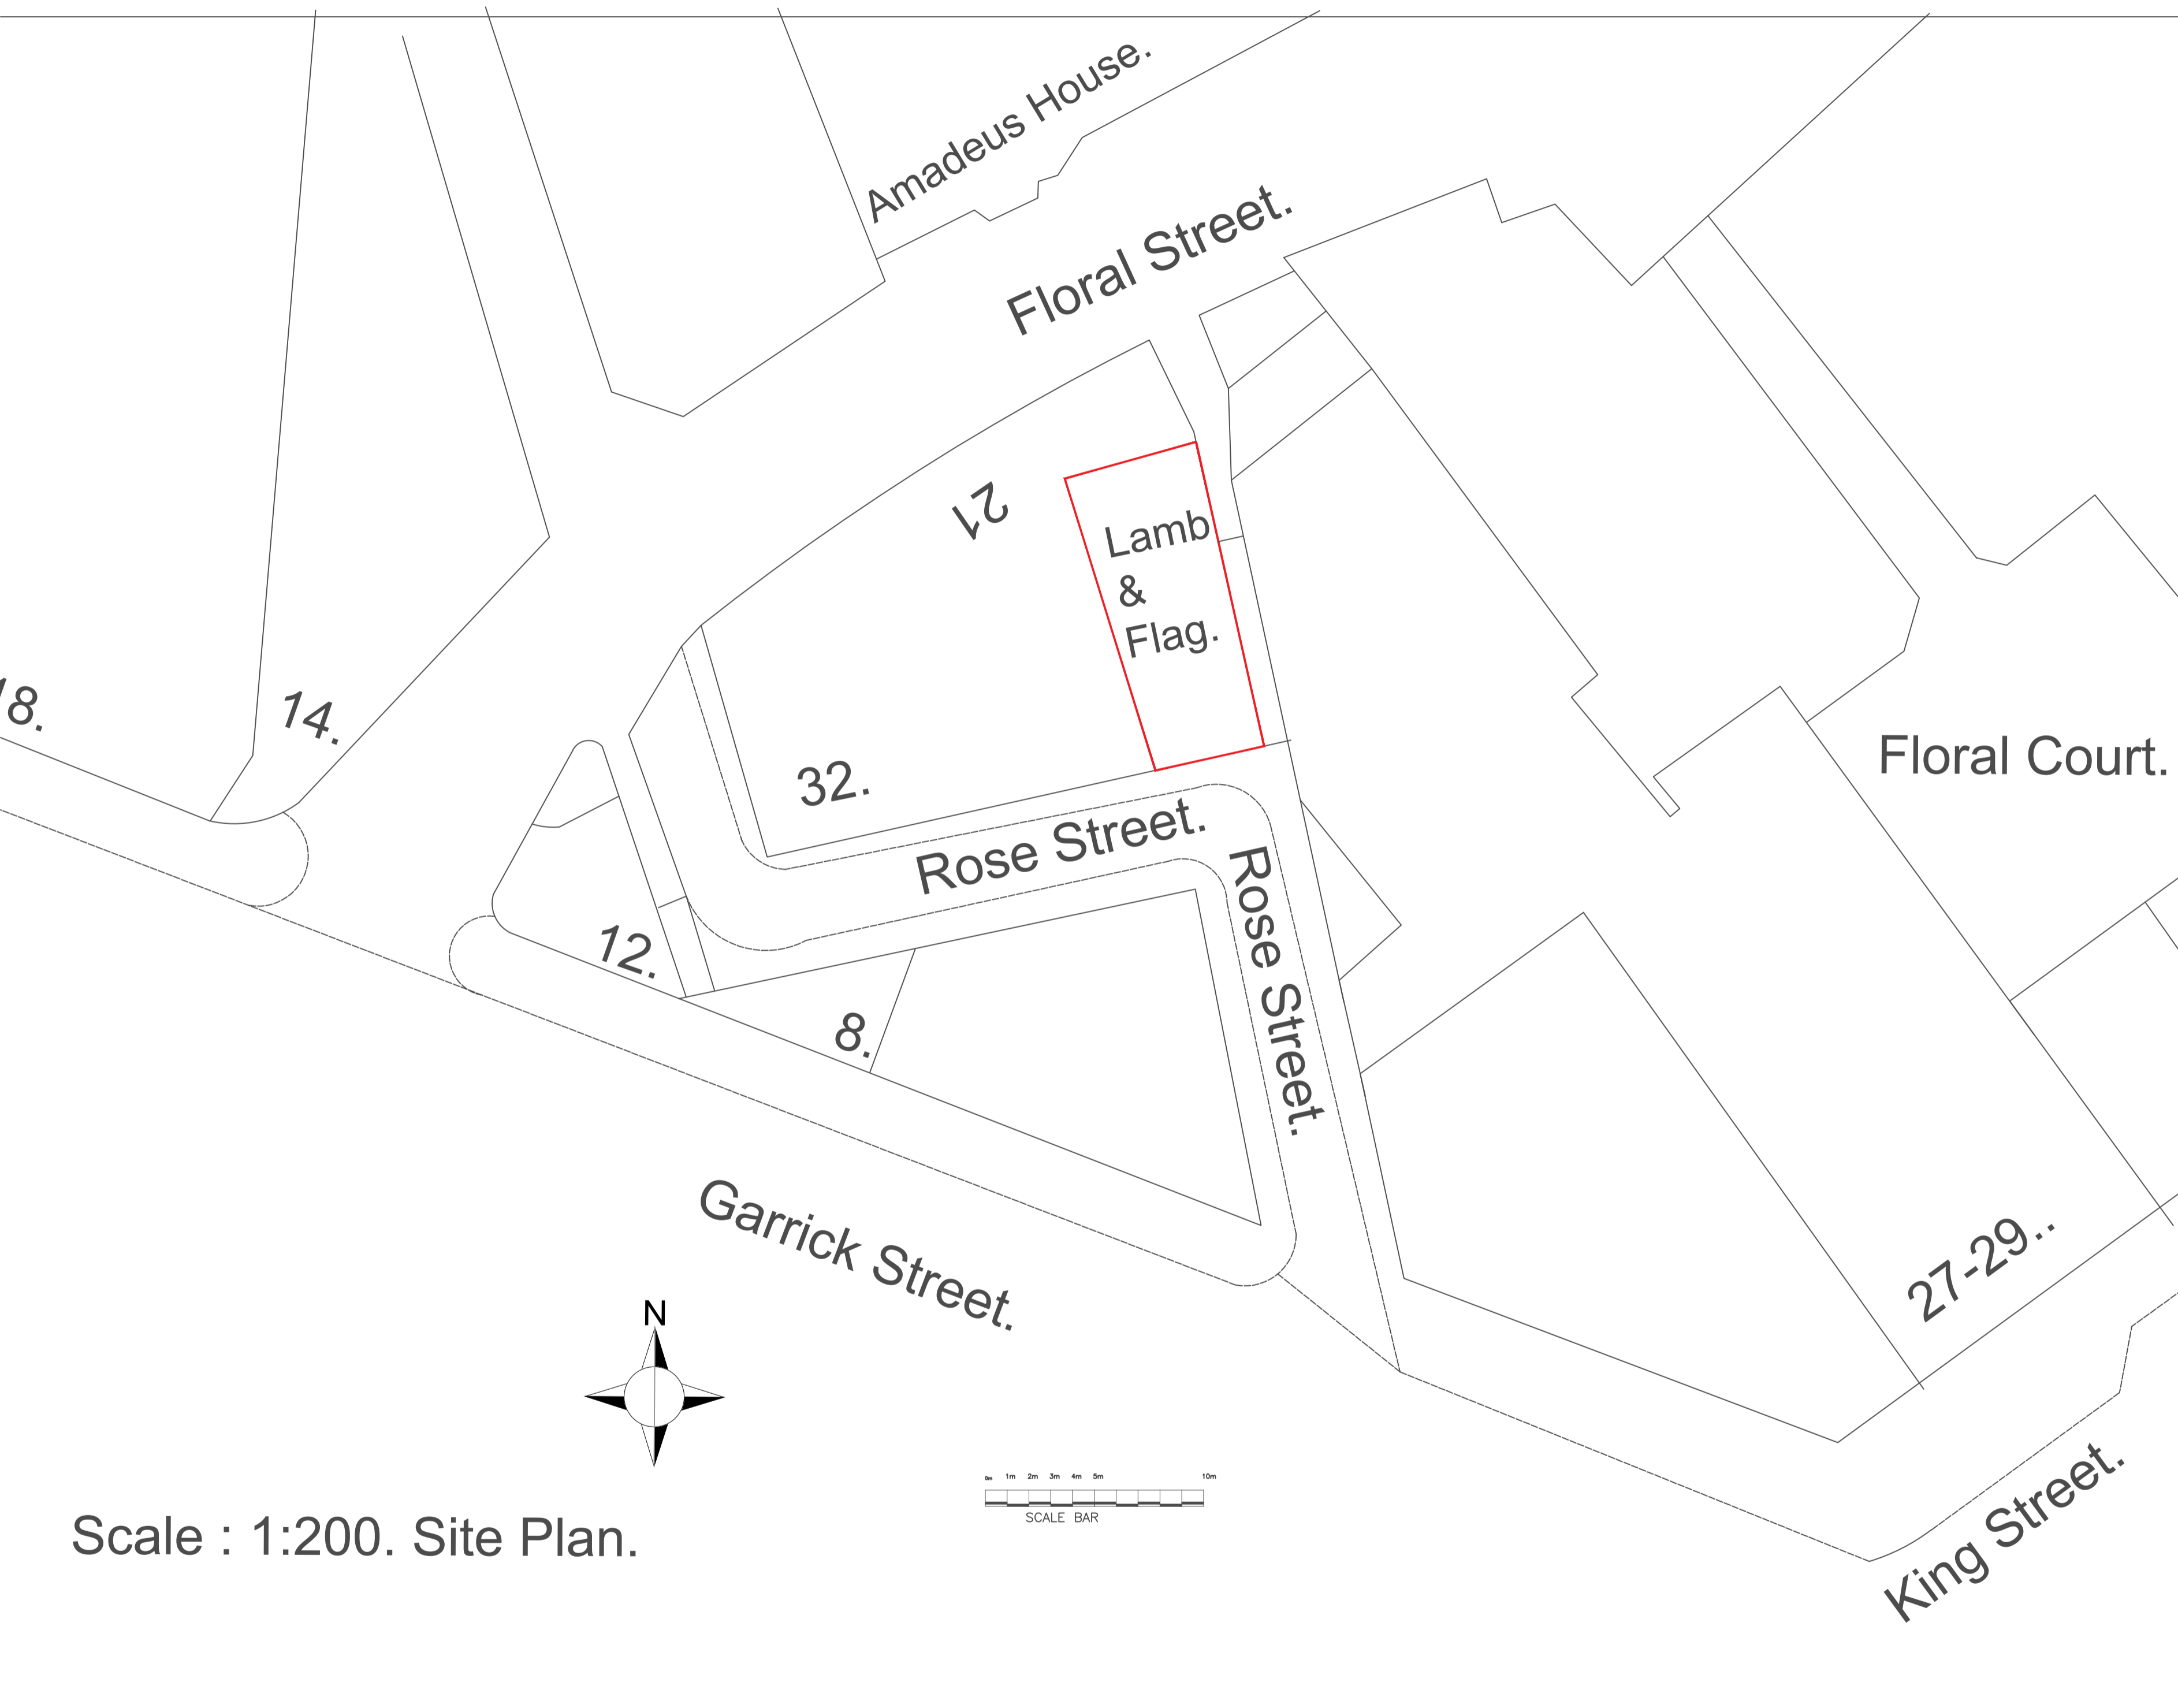 Amadeus House.
Floral Street.
21
Lamb
&
Flag.
18.
14.
32.
Floral Court.
Rose Street.
Rose Street.
12.
8.
Garrick Street.
27-29..
N
0m 1m 2m 3m 4m 5m 10m
SCALE BAR
Scale : 1:200. Site Plan.
King Street.